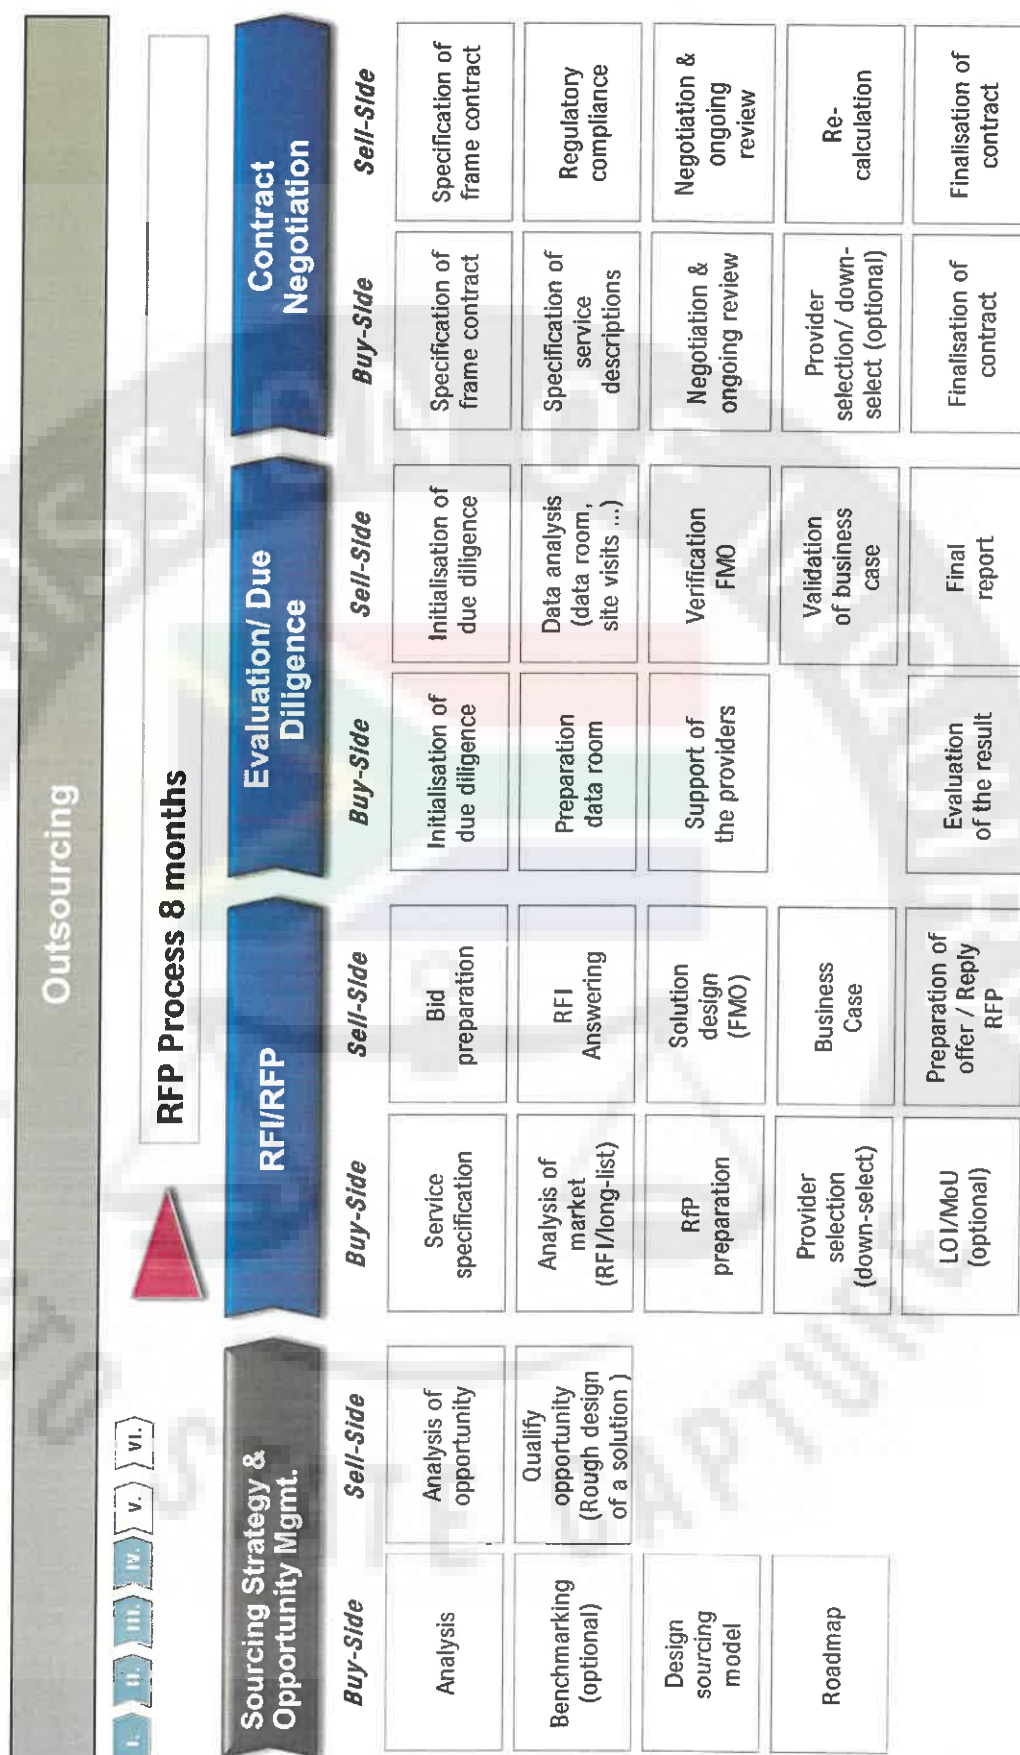 Outsourcing
I.
II.
III.
IV.
V.
VI.
RFP Process 8 months
Sourcing Strategy &
Opportunity Mgmt.
RFI/RFP
Evaluation/ Due
Diligence
Contract
Negotiation
Buy-Side
Sell-Side
Buy-Side
Sell-Side
Buy-Side
Sell-Side
Buy-Side
Sell-Side
Analysis
Analysis of
opportunity
Service
specification
Bid
preparation
Initialisation of
due diligence
Initialisation of
due diligence
Specification of
frame contract
Specification of
frame contract
Benchmarking
(optional)
Qualify
opportunity
(Rough design
of a solution )
Analysis of
market
(RFI/long-list)
RFI
Answering
Preparation
data room
Data analysis
(data room,
site visits ...)
Specification of
service
descriptions
Regulatory
compliance
Design
sourcing
model
RfP
preparation
Solution
design
(FMO)
Support of
the providers
Verification
FMO
Negotiation &
ongoing review
Negotiation &
ongoing
review
Roadmap
Provider
selection
(down-select)
Business
Case
Validation
of business
case
Provider
selection/ down-
select (optional)
Re-
calculation
LOI/MoU
(optional)
Preparation of
offer / Reply
RFP
Evaluation
of the result
Final
report
Finalisation of
contract
Finalisation of
contract